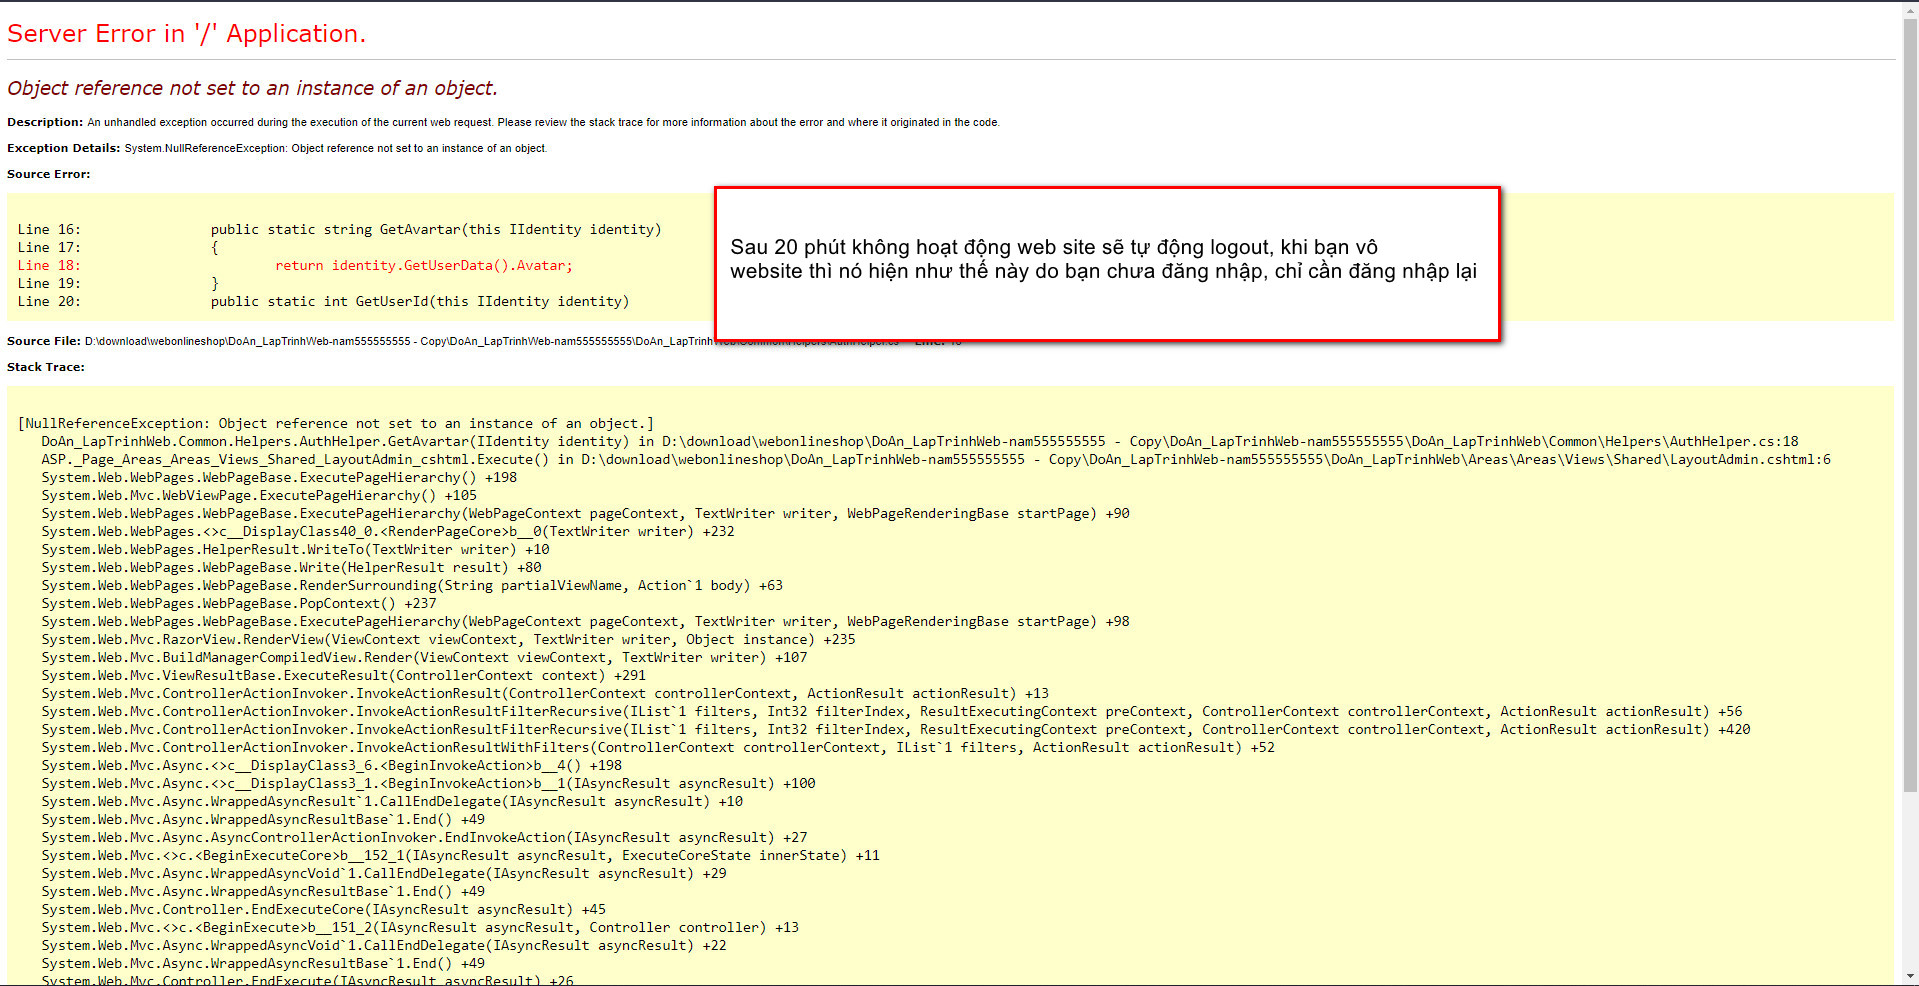 Server Error in '/' Application.
Object reference not set to an instance of an object.
Description: An unhandled exception occurred during the execution of the current web request. Please review the stack trace for more information about the error and where it originated in the code.
Exception Details: System.NullReferenceException: Object reference not set to an instance of an object.
Source Error:
Line 16: public static string GetAvartar(this IIdentity identity)
Line 17: {
Line 18: return identity.GetUserData().Avatar;
Line 19: }
Line 20: public static int GetUserId(this IIdentity identity)
Sau 20 phút không hoạt động web site sẽ tự động logout, khi bạn vô
website thì nó hiện như thế này do bạn chưa đăng nhập, chỉ cần đăng nhập lại
Source File: D:\download\webonlineshop\DoAn_LapTrinhWeb-nam555555555 - Copy\DoAn_LapTrinhWeb-nam555555555\DoAn_LapTrinhWeb\Common\Helpers\AuthHelper.cs Line: 18
Stack Trace:
[NullReferenceException: Object reference not set to an instance of an object.]
DoAn_LapTrinhWeb.Common.Helpers.AuthHelper.GetAvartar(IIdentity identity) in D:\download\webonlineshop\DoAn_LapTrinhWeb-nam555555555 - Copy\DoAn_LapTrinhWeb-nam555555555\DoAn_LapTrinhWeb\Common\Helpers\AuthHelper.cs:18
ASP._Page_Areas_Areas_Views_Shared_LayoutAdmin_cshtml.Execute() in D:\download\webonlineshop\DoAn_LapTrinhWeb-nam555555555 - Copy\DoAn_LapTrinhWeb-nam555555555\DoAn_LapTrinhWeb\Areas\Areas\Views\Shared\LayoutAdmin.cshtml:6
System.Web.WebPages.WebPageBase.ExecutePageHierarchy() +198
System.Web.Mvc.WebViewPage.ExecutePageHierarchy() +105
System.Web.WebPages.WebPageBase.ExecutePageHierarchy(WebPageContext pageContext, TextWriter writer, WebPageRenderingBase startPage) +90
System.Web.WebPages.<>c__DisplayClass40_0.<RenderPageCore>b__0(TextWriter writer) +232
System.Web.WebPages.HelperResult.WriteTo(TextWriter writer) +10
System.Web.WebPages.WebPageBase.Write(HelperResult result) +80
System.Web.WebPages.WebPageBase.RenderSurrounding(String partialViewName, Action`1 body) +63
System.Web.WebPages.WebPageBase.PopContext() +237
System.Web.WebPages.WebPageBase.ExecutePageHierarchy(WebPageContext pageContext, TextWriter writer, WebPageRenderingBase startPage) +98
System.Web.Mvc.RazorView.RenderView(ViewContext viewContext, TextWriter writer, Object instance) +235
System.Web.Mvc.BuildManagerCompiledView.Render(ViewContext viewContext, TextWriter writer) +107
System.Web.Mvc.ViewResultBase.ExecuteResult(ControllerContext context) +291
System.Web.Mvc.ControllerActionInvoker.InvokeActionResult(ControllerContext controllerContext, ActionResult actionResult) +13
System.Web.Mvc.ControllerActionInvoker.InvokeActionResultFilterRecursive(IList`1 filters, Int32 filterIndex, ResultExecutingContext preContext, ControllerContext controllerContext, ActionResult actionResult) +56
System.Web.Mvc.ControllerActionInvoker.InvokeActionResultFilterRecursive(IList`1 filters, Int32 filterIndex, ResultExecutingContext preContext, ControllerContext controllerContext, ActionResult actionResult) +420
System.Web.Mvc.ControllerActionInvoker.InvokeActionResultWithFilters(ControllerContext controllerContext, IList`1 filters, ActionResult actionResult) +52
System.Web.Mvc.Async.<>c__DisplayClass3_6.<BeginInvokeAction>b__4() +198
System.Web.Mvc.Async.<>c__DisplayClass3_1.<BeginInvokeAction>b__1(IAsyncResult asyncResult) +100
System.Web.Mvc.Async.WrappedAsyncResult`1.CallEndDelegate(IAsyncResult asyncResult) +10
System.Web.Mvc.Async.WrappedAsyncResultBase`1.End() +49
System.Web.Mvc.Async.AsyncControllerActionInvoker.EndInvokeAction(IAsyncResult asyncResult) +27
System.Web.Mvc.<>c.<BeginExecuteCore>b__152_1(IAsyncResult asyncResult, ExecuteCoreState innerState) +11
System.Web.Mvc.Async.WrappedAsyncVoid`1.CallEndDelegate(IAsyncResult asyncResult) +29
System.Web.Mvc.Async.WrappedAsyncResultBase`1.End() +49
System.Web.Mvc.Controller.EndExecuteCore(IAsyncResult asyncResult) +45
System.Web.Mvc.<>c.<BeginExecute>b__151_2(IAsyncResult asyncResult, Controller controller) +13
System.Web.Mvc.Async.WrappedAsyncVoid`1.CallEndDelegate(IAsyncResult asyncResult) +22
System.Web.Mvc.Async.WrappedAsyncResultBase`1.End() +49
System.Web.Mvc.Controller.EndExecute(IAsyncResult asyncResult) +26